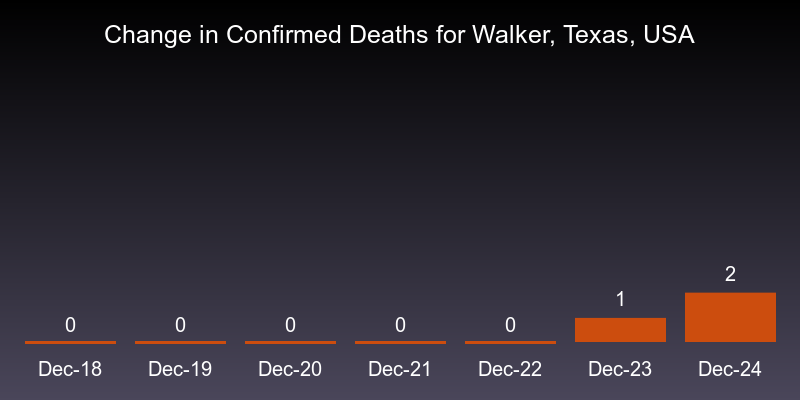 Change in Confirmed Deaths for Walker, Texas, USA
0 0 0 0 0 1 2
Dec-18 Dec-19 Dec-20 Dec-21 Dec-22 Dec-23 Dec-24